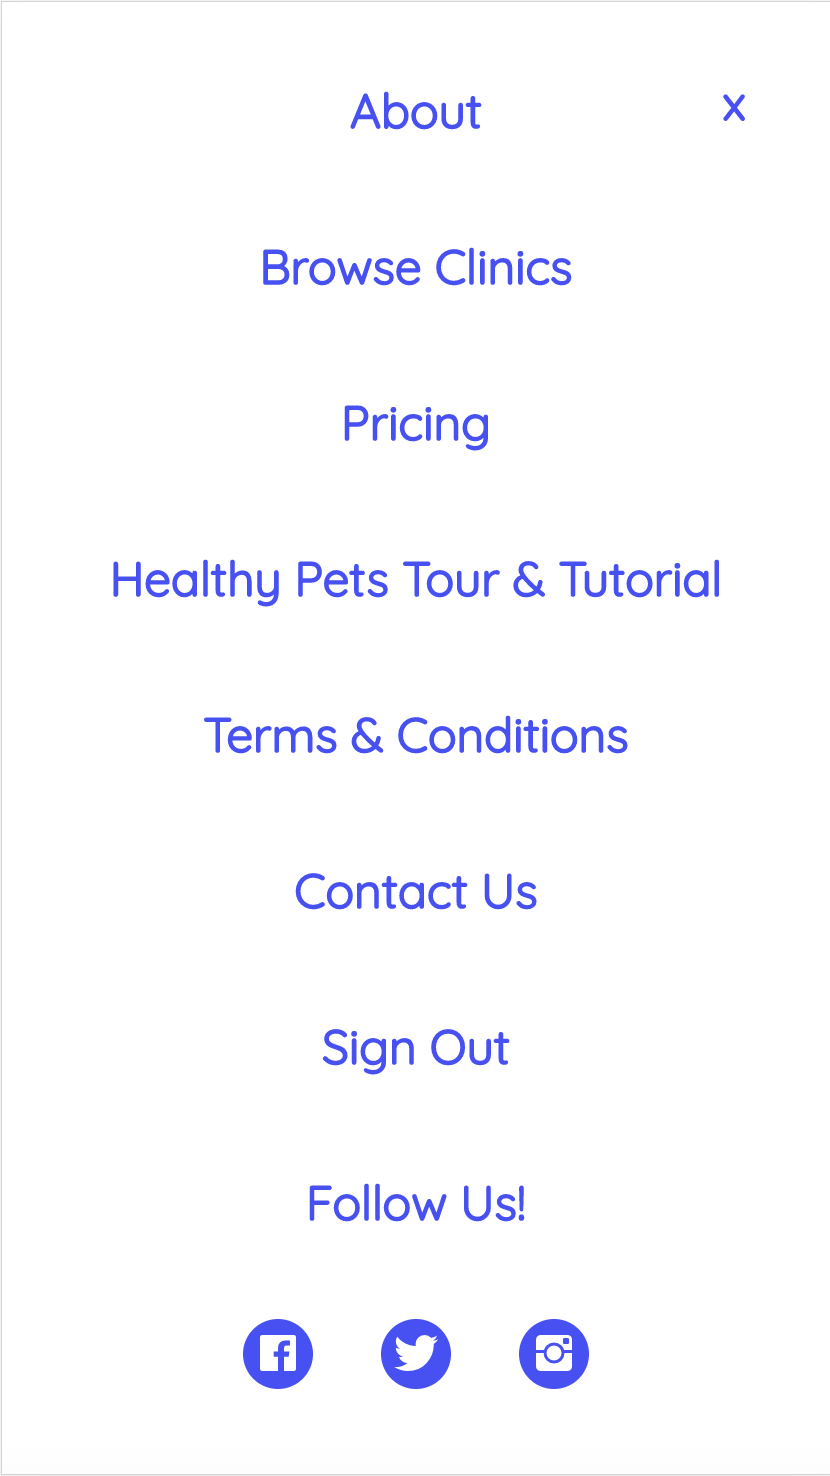 About
X
Browse Clinics
Pricing
Healthy Pets Tour & Tutorial
Terms & Conditions
Contact Us
Sign Out
Follow Us!